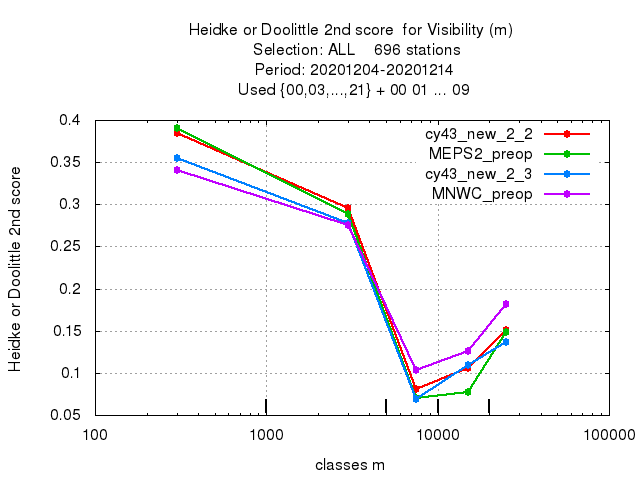 Heidke or Doolittle 2nd score  for Visibility (m)
Selection: ALL    696 stations
Period: 20201204-20201214
Used {00,03,...,21} + 00 01 ... 09
cy43_new_2_2
MEPS2_preop
cy43_new_2_3
MNWC_preop
Heidke or Doolittle 2nd score
0.4
0.35
0.3
0.25
0.2
0.15
0.1
0.05
100 1000 10000 100000
classes m